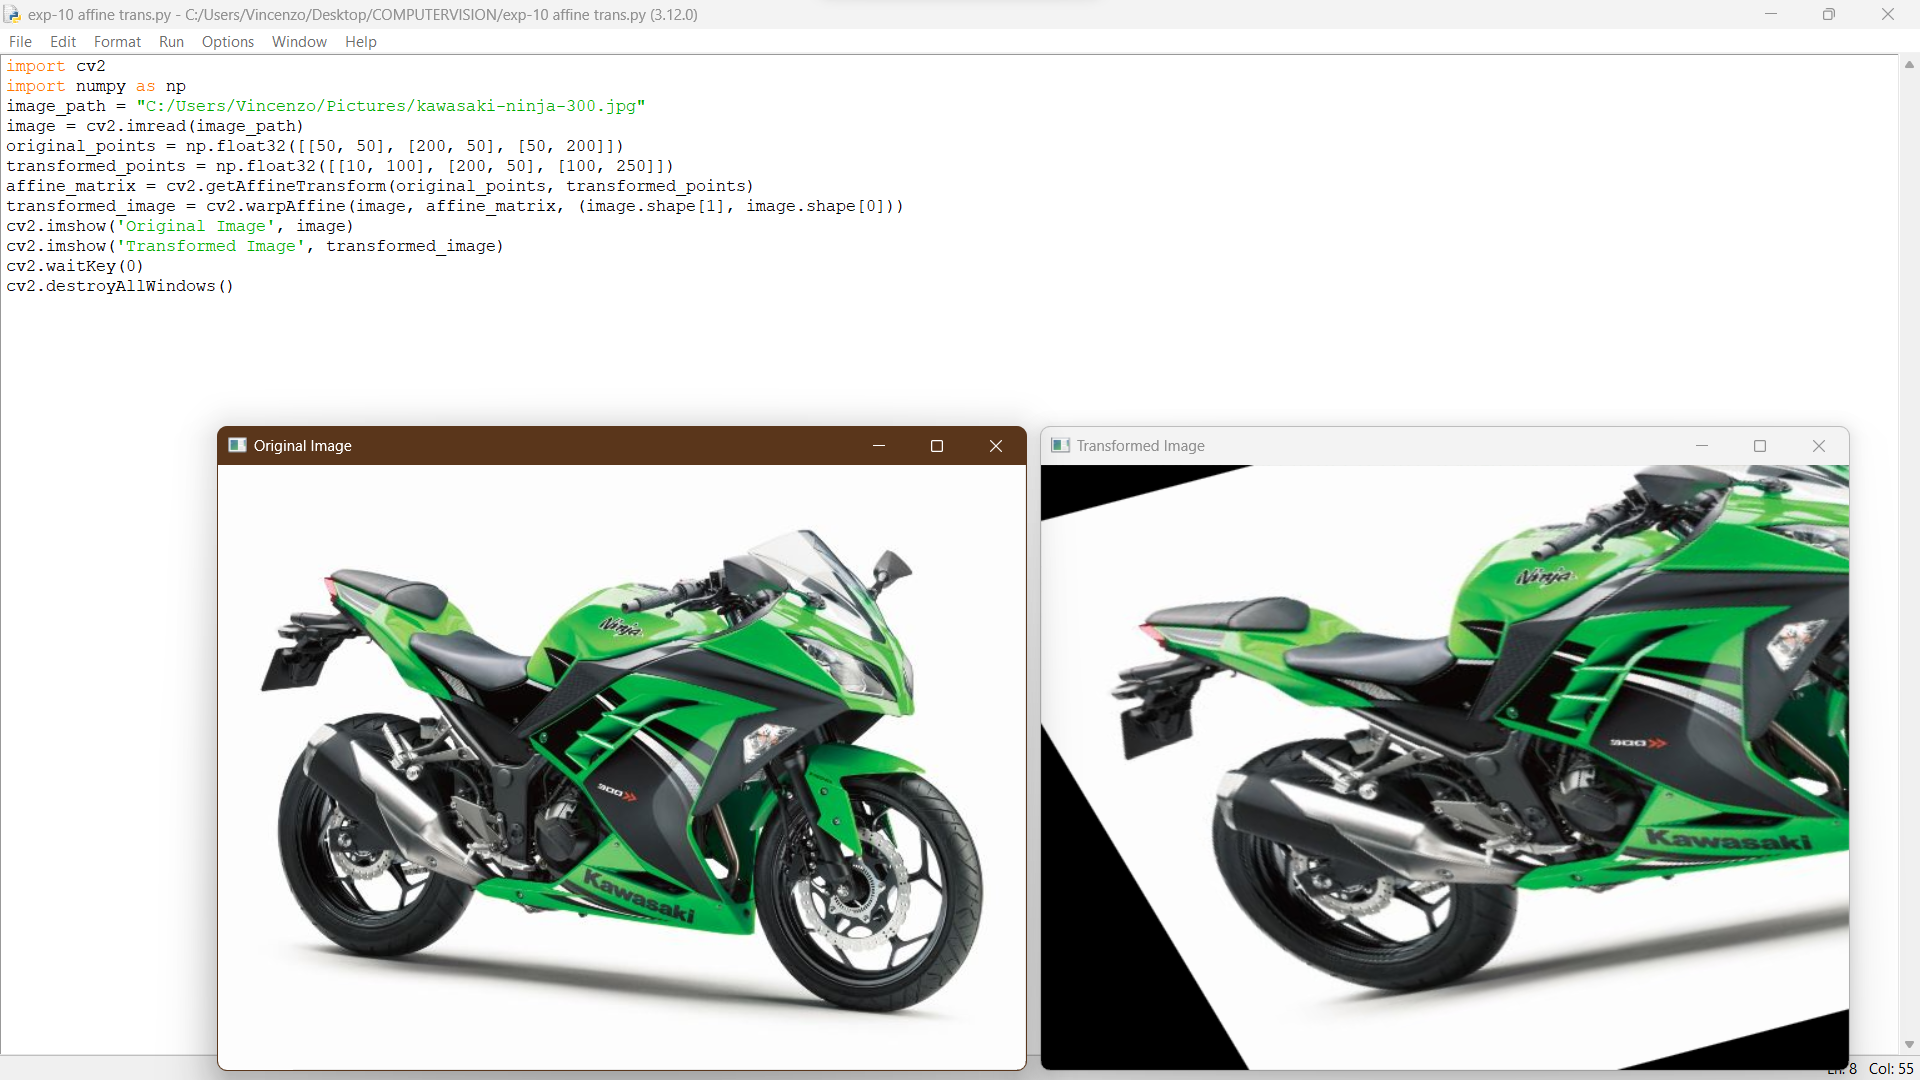 exp-10 affine trans.py - C:/Users/Vincenzo/Desktop/COMPUTERVISION/exp-10 affine trans.py (3.12.0)
File Edit Format Run Options Window Help
import cv2
import numpy as np
image_path = "C:/Users/Vincenzo/Pictures/kawasaki-ninja-300.jpg"
image = cv2.imread(image_path)
original_points = np.float32([[50, 50], [200, 50], [50, 200]])
transformed_points = np.float32([[10, 100], [200, 50], [100, 250]])
affine_matrix = cv2.getAffineTransform(original_points, transformed_points)
transformed_image = cv2.warpAffine(image, affine_matrix, (image.shape[1], image.shape[0]))
cv2.imshow('Original Image', image)
cv2.imshow('Transformed Image', transformed_image)
cv2.waitKey(0)
cv2.destroyAllWindows()
Original Image
Ninja
300
Kawasaki
Transformed Image
Ninja
300
Kawasaki
Ln: 8 Col: 55